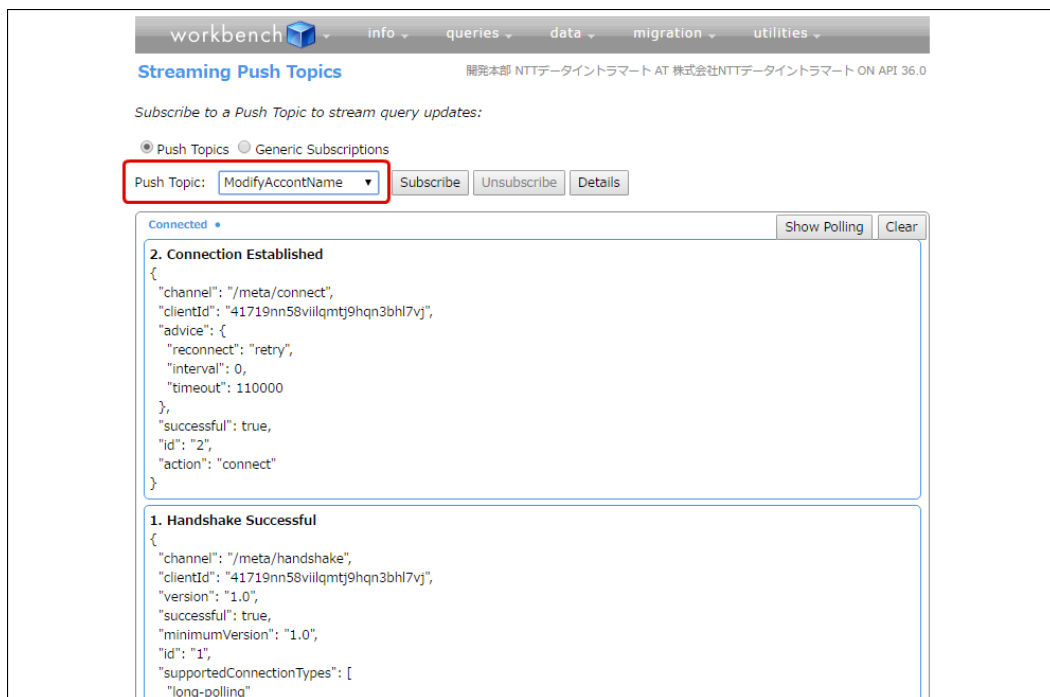 workbench info queries data migration utilities
Streaming Push Topics 開発本部 NTTデータイントラマート AT 株式会社NTTデータイントラマート ON API 36.0
Subscribe to a Push Topic to stream query updates:
Push Topics Generic Subscriptions
Push Topic: ModifyAccontName Subscribe Unsubscribe Details
Connected Show Polling Clear
2. Connection Established
{
"channel": "/meta/connect",
"clientId": "41719nn58viilqmtj9hqn3bhl7vj",
"advice": {
"reconnect": "retry",
"interval": 0,
"timeout": 110000
},
"successful": true,
"id": "2",
"action": "connect"
}
1. Handshake Successful
{
"channel": "/meta/handshake",
"clientId": "41719nn58viilqmtj9hqn3bhl7vj",
"version": "1.0",
"successful": true,
"minimumVersion": "1.0",
"id": "1",
"supportedConnectionTypes": [
"long-polling"